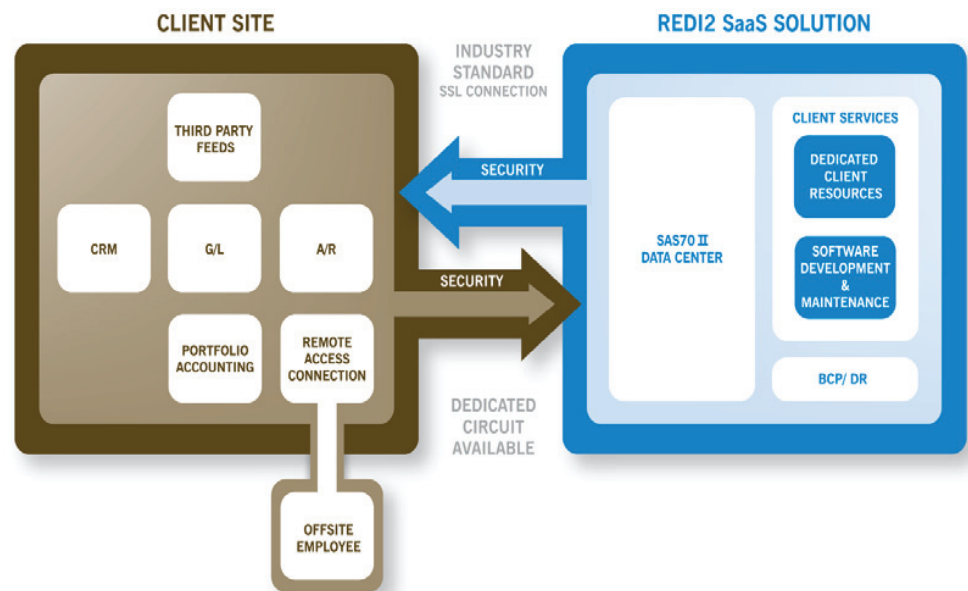 CLIENT SITE
REDI2 SaaS SOLUTION
INDUSTRY
STANDARD
SSL CONNECTION
THIRD PARTY
FEEDS
CRM
G/L
A/R
PORTFOLIO
ACCOUNTING
REMOTE
ACCESS
CONNECTION
OFFSITE
EMPLOYEE
SECURITY
SECURITY
DEDICATED
CIRCUIT
AVAILABLE
SAS70 II
DATA CENTER
CLIENT SERVICES
DEDICATED
CLIENT
RESOURCES
SOFTWARE
DEVELOPMENT
&
MAINTENANCE
BCP/ DR